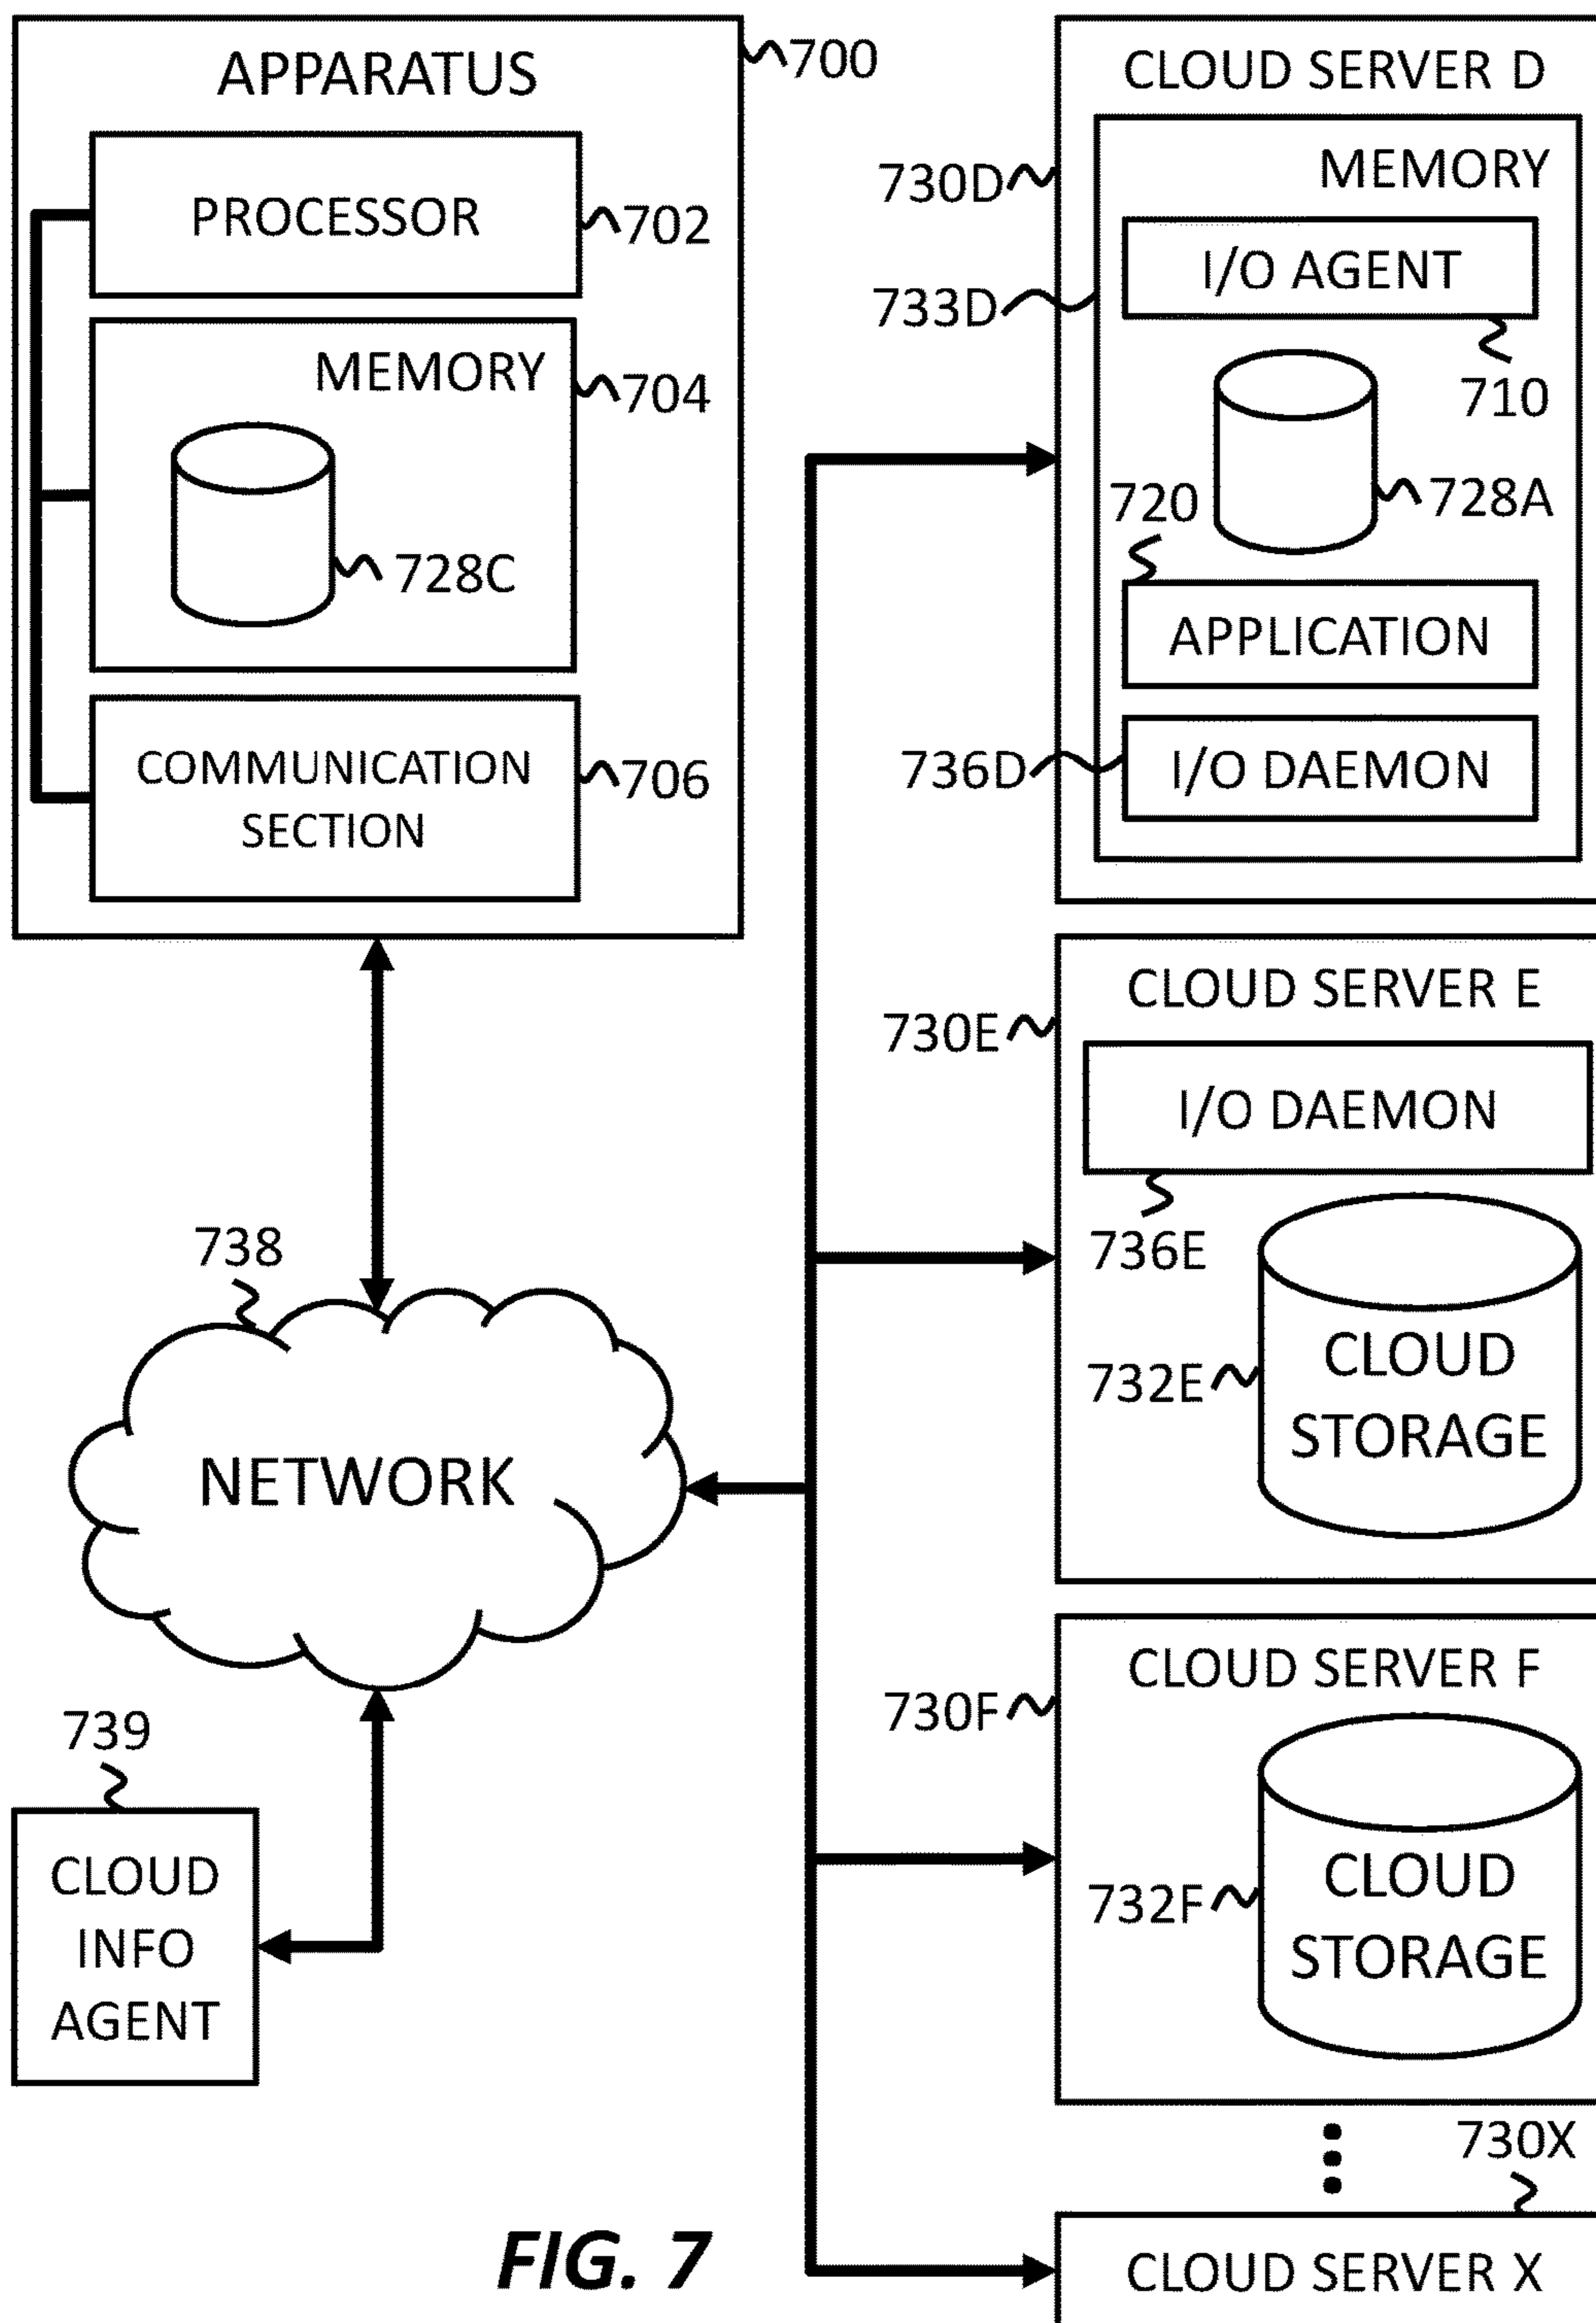 APPARATUS
700
PROCESSOR
702
MEMORY
704
728C
COMMUNICATION
SECTION
706
CLOUD SERVER D
730D
MEMORY
733D
I/O AGENT
710
728A
720
APPLICATION
736D
I/O DAEMON
CLOUD SERVER E
730E
I/O DAEMON
736E
732E
CLOUD
STORAGE
738
NETWORK
CLOUD SERVER F
730F
732F
CLOUD
STORAGE
739
CLOUD
INFO
AGENT
730X
CLOUD SERVER X
FIG. 7